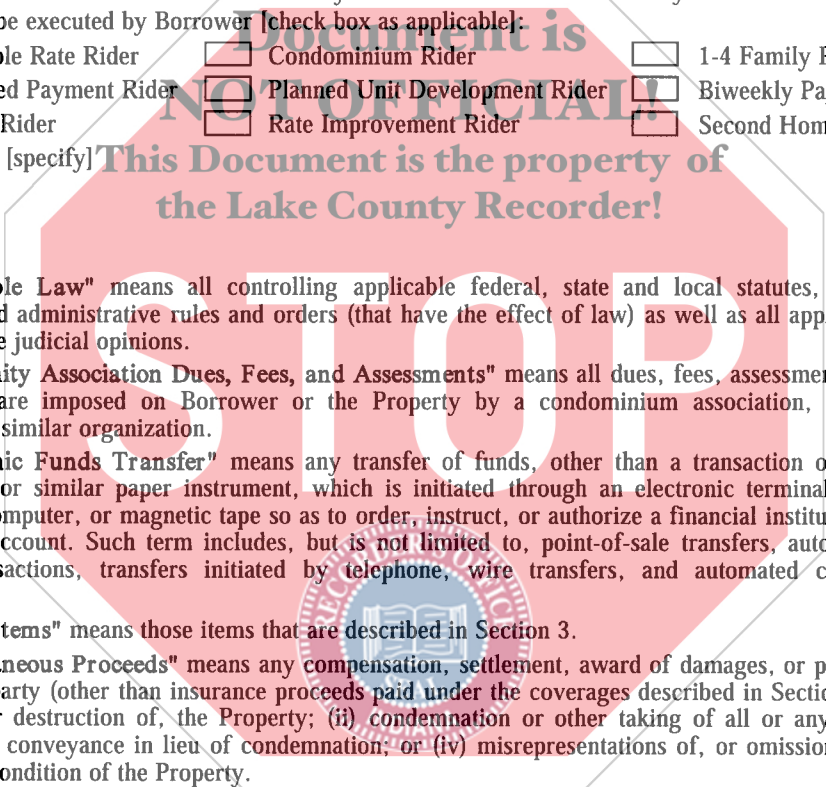 be executed by Borrower [check box as applicable]:
le Rate Rider Condominium Rider 1-4 Family
ed Payment Rider Planned Unit Development Rider Biweekly
Rider Rate Improvement Rider Second
[specify]
Document is
NOT OFFICIAL!
This Document is the property of
the Lake County Recorder!
STOP
le Law" means all controlling applicable federal, state and local statutes,
administrative rules and orders (that have the effect of law) as well as all app
judicial opinions.
ity Association Dues, Fees, and Assessments" means all dues, fees, assessme
are imposed on Borrower or the Property by a condominium association,
similar organization.
ic Funds Transfer" means any transfer of funds, other than a transaction o
or similar paper instrument, which is initiated through an electronic terminal
mputer, or magnetic tape so as to order, instruct, or authorize a financial institu
ccount. Such term includes, but is not limited to, point-of-sale transfers, auto
sactions, transfers initiated by telephone, wire transfers, and automated c
tems" means those items that are described in Section 3.
neous Proceeds" means any compensation, settlement, award of damages, or p
arty (other than insurance proceeds paid under the coverages described in Secti
destruction of, the Property; (ii) condemnation or other taking of all or any
conveyance in lieu of condemnation; or (iv) misrepresentations of, or omission
ondition of the Property.
RECORDER'S OFFICE
SEAL